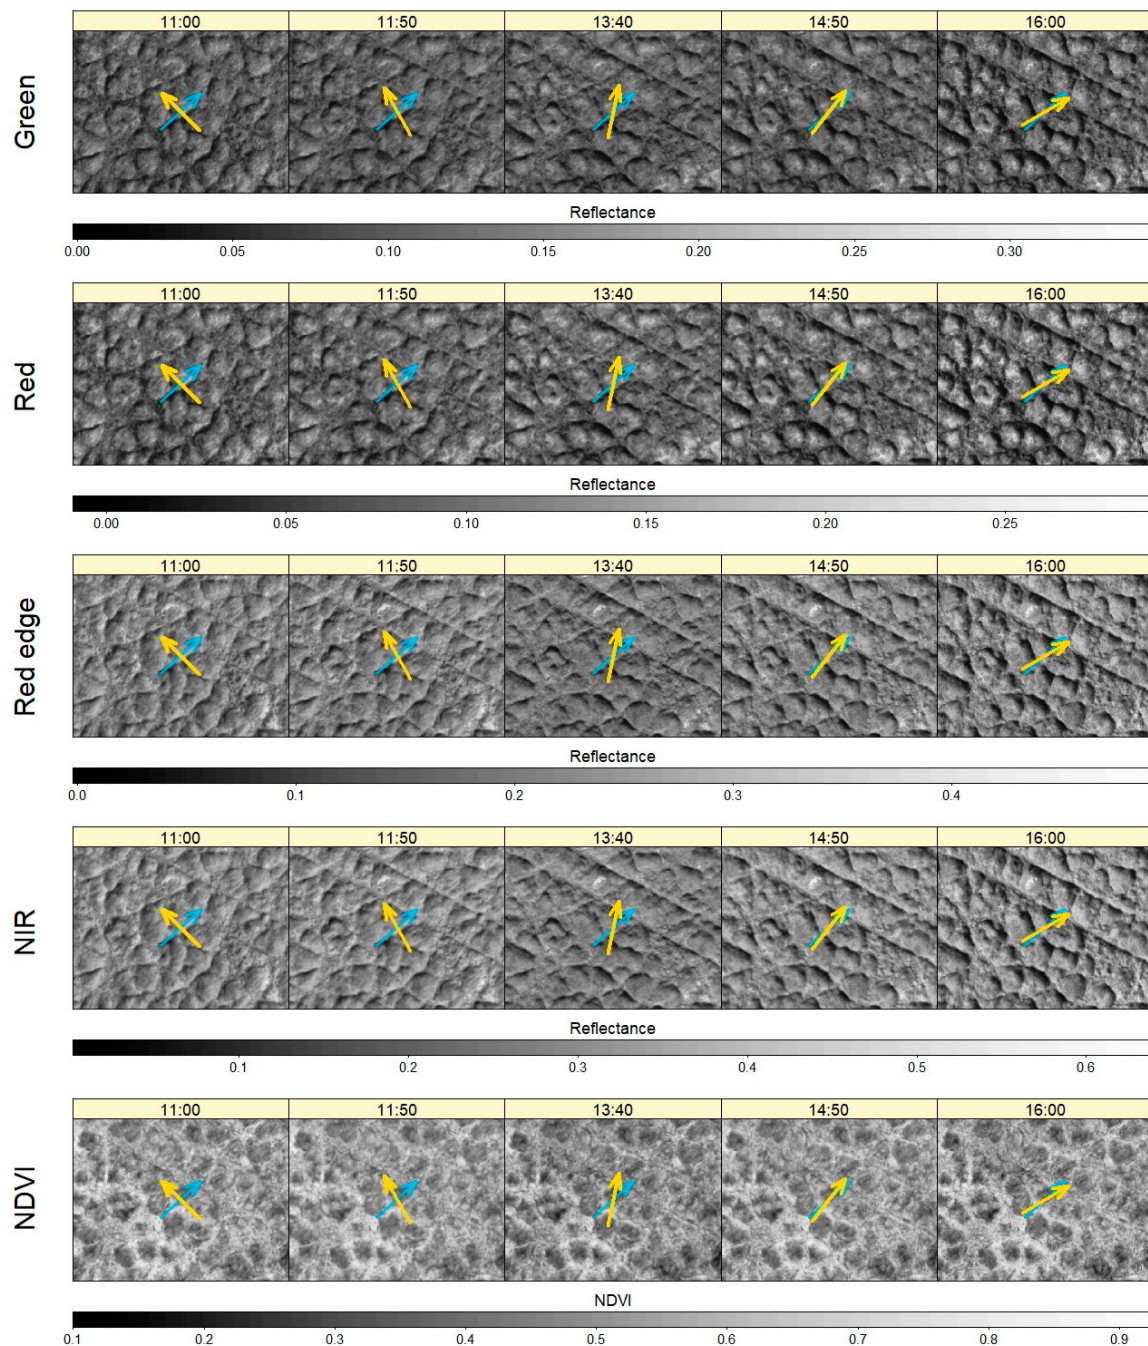 11:00 11:50 13:40 14:50 16:00
Green
Reflectance
0.00 0.05 0.10 0.15 0.20 0.25 0.30
11:00 11:50 13:40 14:50 16:00
Red
Reflectance
0.00 0.05 0.10 0.15 0.20 0.25
11:00 11:50 13:40 14:50 16:00
Red edge
Reflectance
0.0 0.1 0.2 0.3 0.4
11:00 11:50 13:40 14:50 16:00
NIR
Reflectance
0.1 0.2 0.3 0.4 0.5 0.6
11:00 11:50 13:40 14:50 16:00
NDVI
NDVI
0.1 0.2 0.3 0.4 0.5 0.6 0.7 0.8 0.9